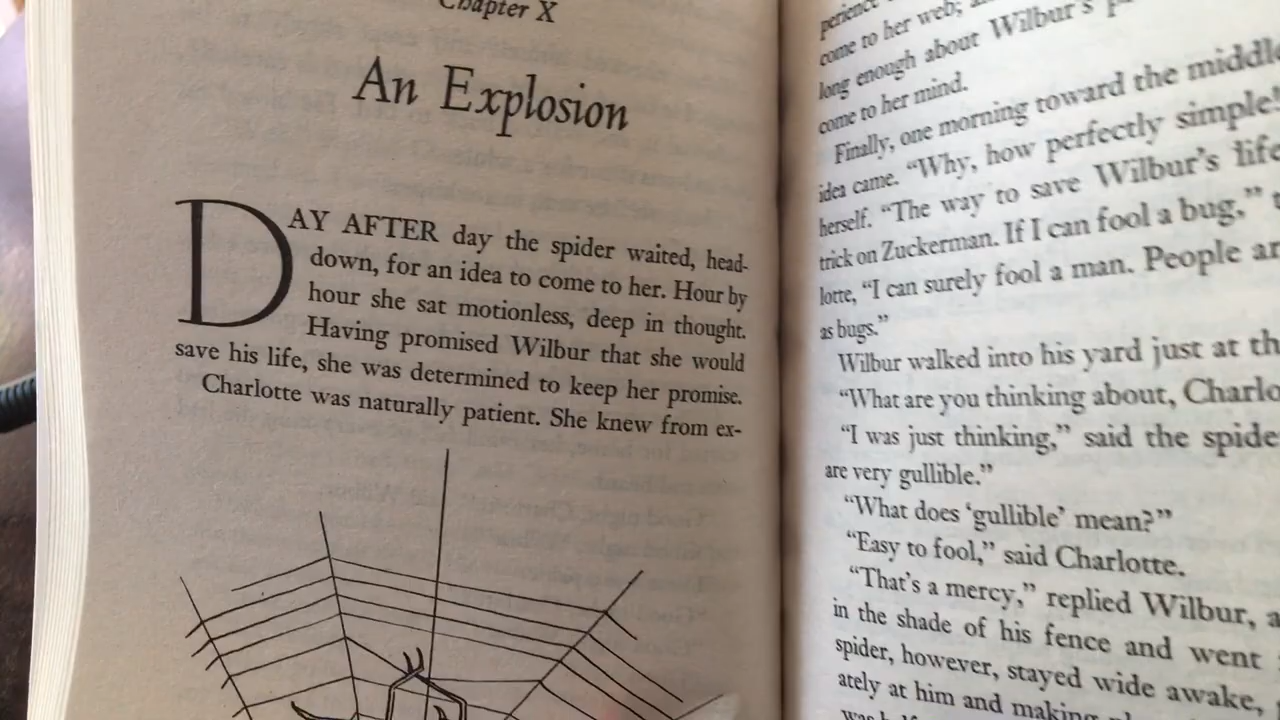 Chapter X
An Explosion
DAY AFTER day the spider waited, head-
down, for an idea to come to her. Hour by
hour she sat motionless, deep in thought.
Having promised Wilbur that she would
save his life, she was determined to keep her promise.
Charlotte was naturally patient. She knew from ex-
perience
come to her web;
long enough about Wilbur's
come to her mind.
Finally, one morning toward the middle
idea came. “Why, how perfectly simple!
herself. “The way to save Wilbur's life
trick on Zuckerman. If I can fool a bug,”
lotte, “I can surely fool a man. People ar
as bugs.”
Wilbur walked into his yard just at th
“What are you thinking about, Charlo
“I was just thinking,” said the spide
are very gullible.”
“What does ‘gullible’ mean?”
“Easy to fool,” said Charlotte.
“That's a mercy,” replied Wilbur, a
in the shade of his fence and went
spider, however, stayed wide awake,
ately at him and making
was